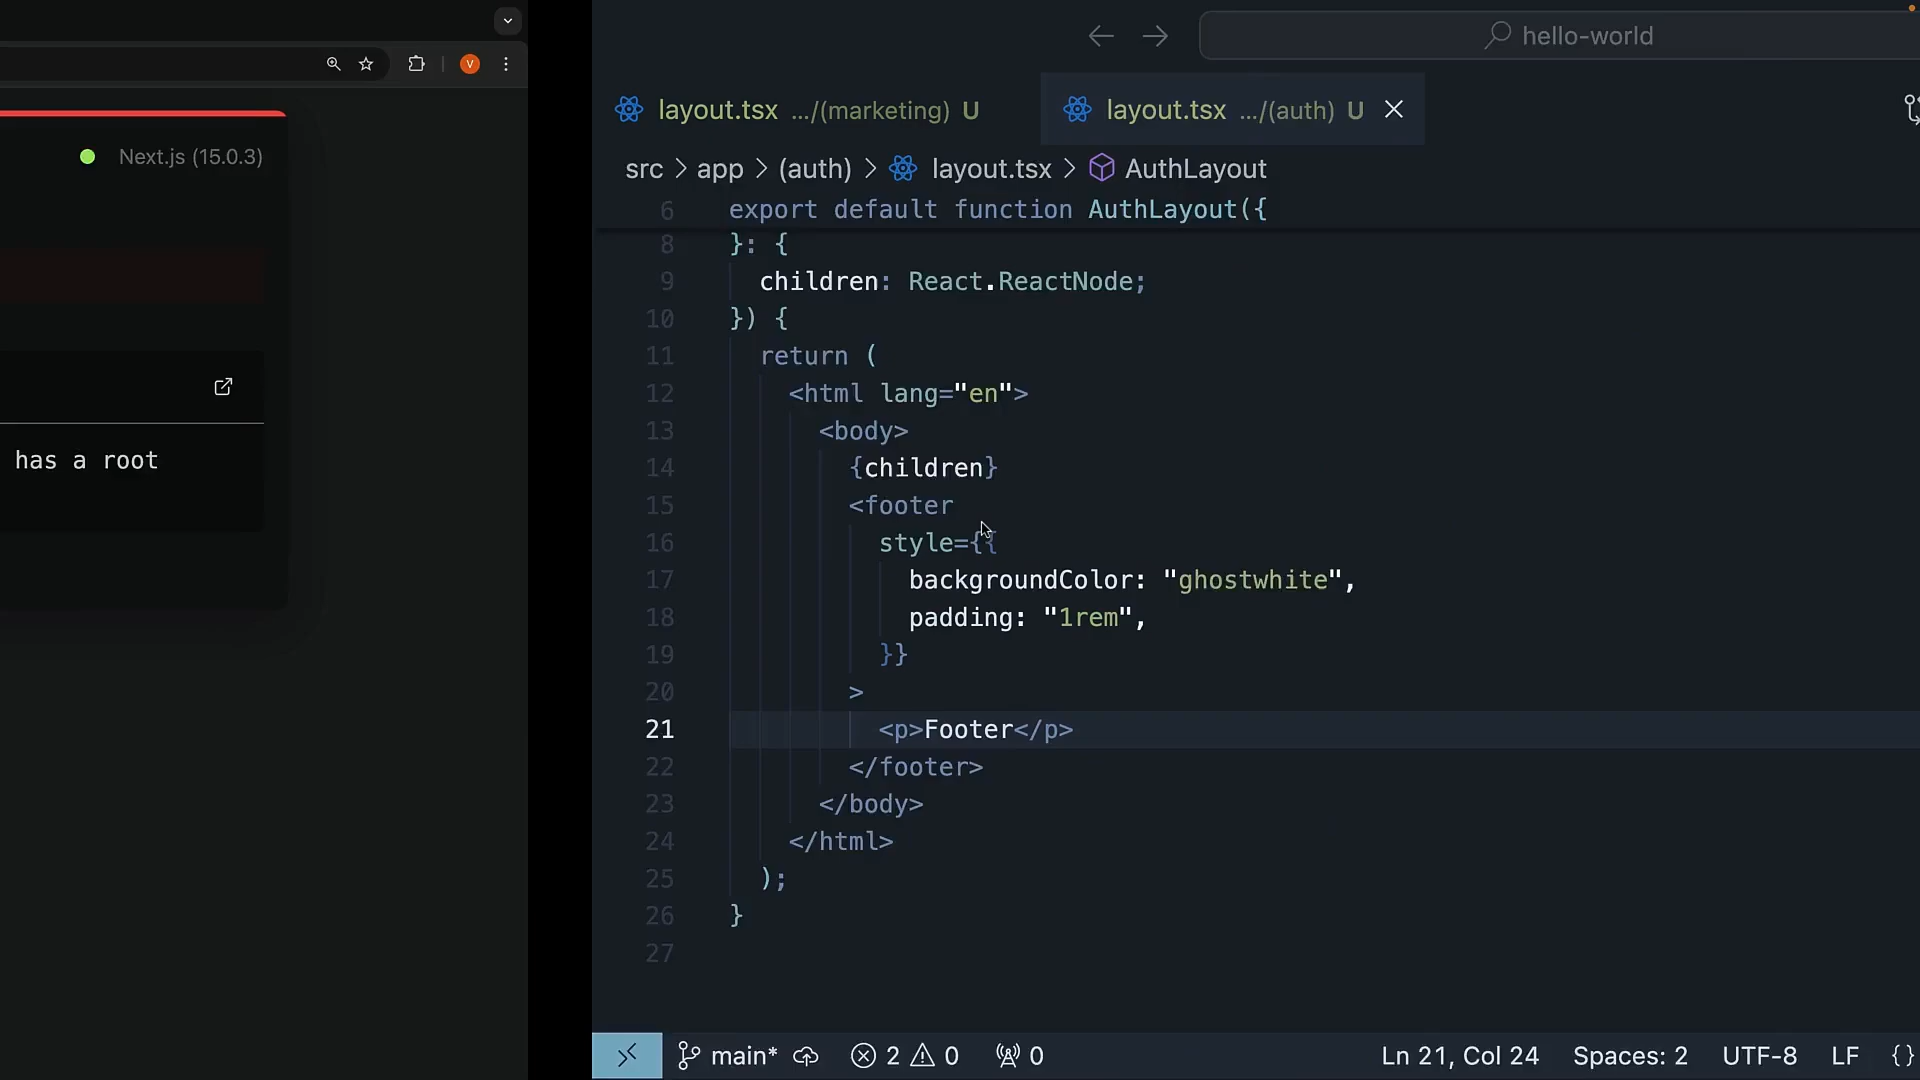 V
Next.js (15.0.3)
has a root
hello-world
layout.tsx .../(marketing) U
layout.tsx .../(auth) U
src > app > (auth) > layout.tsx > AuthLayout
6 export default function AuthLayout({
8 }: {
9 children: React.ReactNode;
10 }) {
11 return (
12 <html lang="en">
13 <body>
14 {children}
15 <footer
16 style={{
17 backgroundColor: "ghostwhite",
18 padding: "1rem",
19 }}
20 >
21 <p>Footer</p>
22 </footer>
23 </body>
24 </html>
25 );
26 }
27
main* 2 0 0 Ln 21, Col 24 Spaces: 2 UTF-8 LF {}